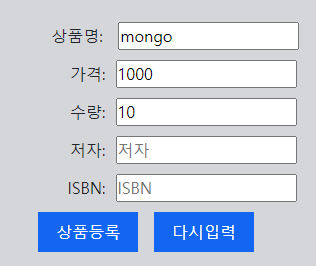 상품명: mongo
가격: 1000
수량: 10
저자: 저자
ISBN: ISBN
상품등록 다시입력